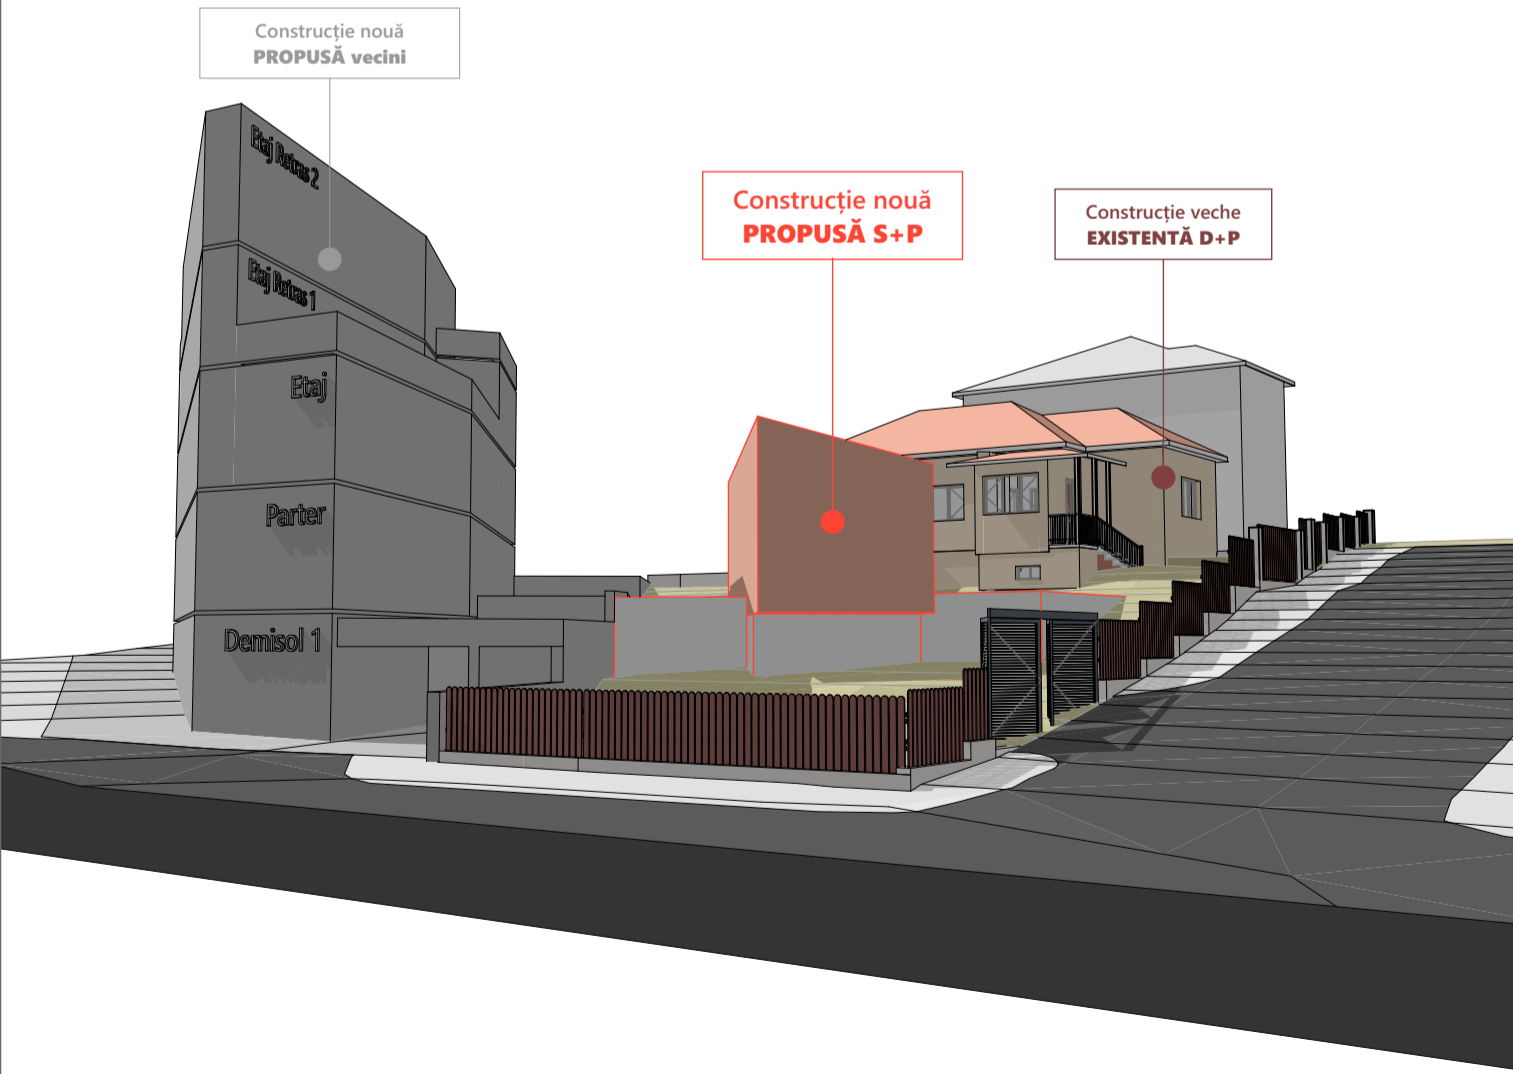 Construcție nouă
PROPUSĂ vecini
Construcție nouă
PROPUSĂ S+P
Construcție veche
EXISTENTĂ D+P
Etaj Retras 2
Etaj Retras 1
Etaj
Parter
Demisol 1